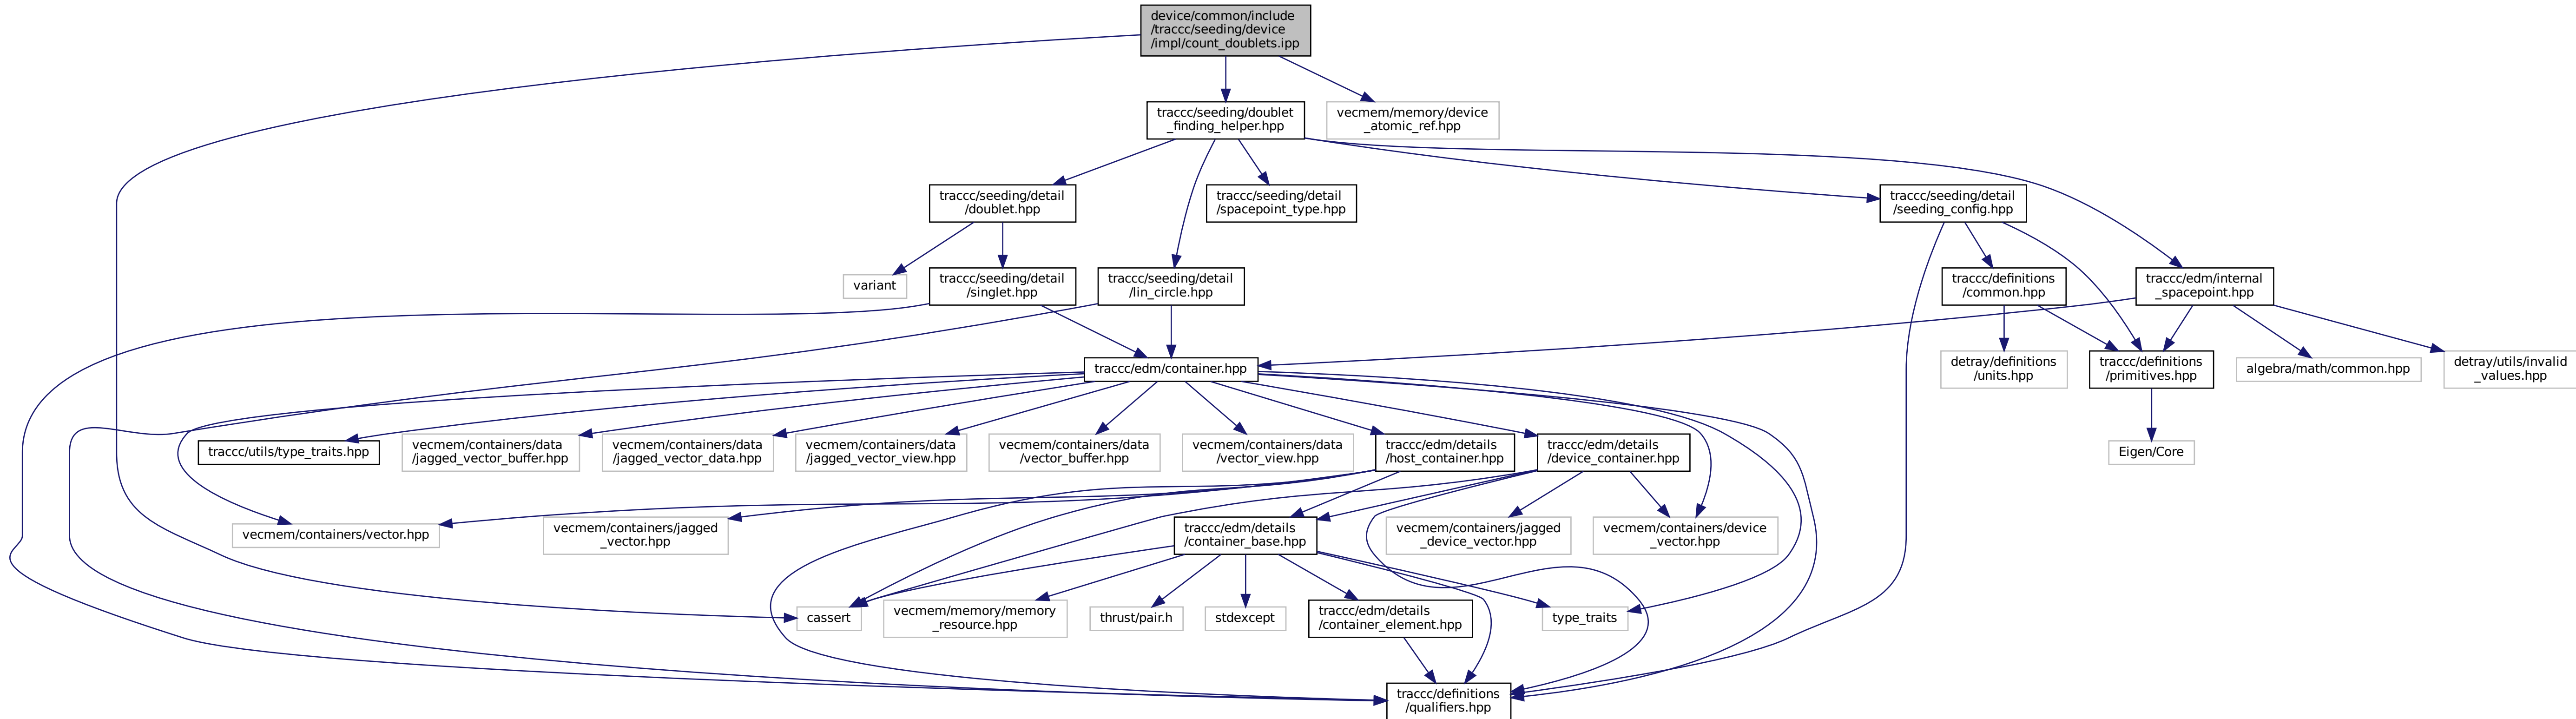 device/common/include
/traccc/seeding/device
/impl/count_doublets.ipp
traccc/seeding/doublet
_finding_helper.hpp
vecmem/memory/device
_atomic_ref.hpp
traccc/seeding/detail
/doublet.hpp
traccc/seeding/detail
/spacepoint_type.hpp
traccc/seeding/detail
/seeding_config.hpp
variant
traccc/seeding/detail
/singlet.hpp
traccc/seeding/detail
/lin_circle.hpp
traccc/definitions
/common.hpp
traccc/edm/internal
_spacepoint.hpp
traccc/edm/container.hpp
detray/definitions
/units.hpp
traccc/definitions
/primitives.hpp
algebra/math/common.hpp
detray/utils/invalid
_values.hpp
traccc/utils/type_traits.hpp
vecmem/containers/data
/jagged_vector_buffer.hpp
vecmem/containers/data
/jagged_vector_data.hpp
vecmem/containers/data
/jagged_vector_view.hpp
vecmem/containers/data
/vector_buffer.hpp
vecmem/containers/data
/vector_view.hpp
traccc/edm/details
/host_container.hpp
traccc/edm/details
/device_container.hpp
Eigen/Core
vecmem/containers/vector.hpp
vecmem/containers/jagged
_vector.hpp
traccc/edm/details
/container_base.hpp
vecmem/containers/jagged
_device_vector.hpp
vecmem/containers/device
_vector.hpp
cassert
vecmem/memory/memory
_resource.hpp
thrust/pair.h
stdexcept
traccc/edm/details
/container_element.hpp
type_traits
traccc/definitions
/qualifiers.hpp